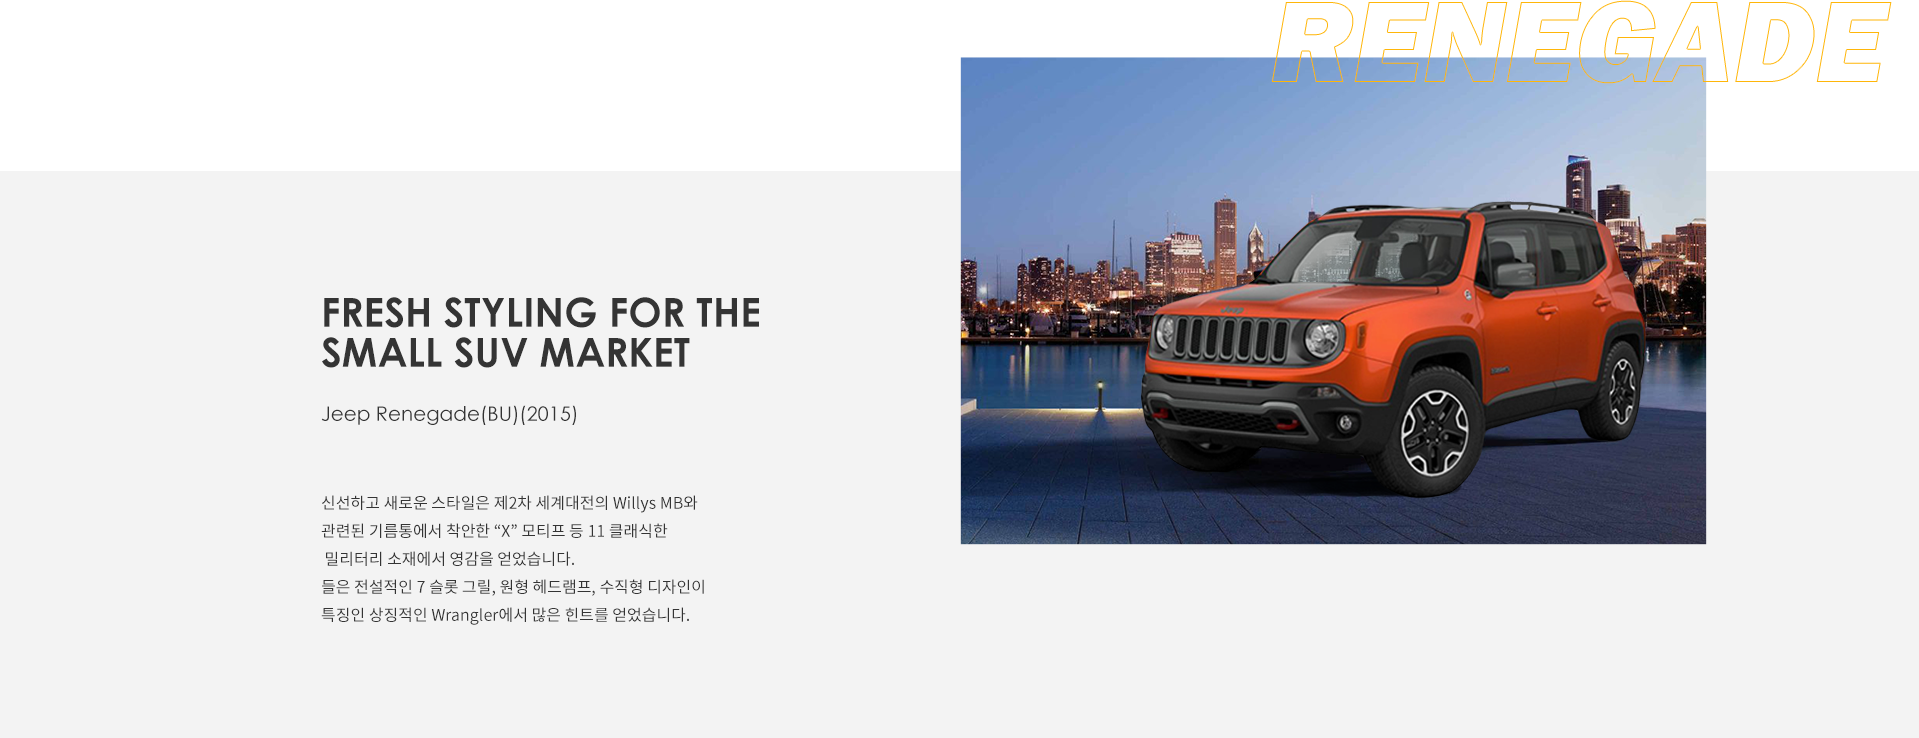 RENEGADE
FRESH STYLING FOR THE
SMALL SUV MARKET
Jeep Renegade(BU)(2015)
신선하고 새로운 스타일은 제2차 세계대전의 Willys MB와
관련된 기름통에서 착안한 “X” 모티프 등 11 클래식한
밀리터리 소재에서 영감을 얻었습니다.
들은 전설적인 7 슬롯 그릴, 원형 헤드램프, 수직형 디자인이
특징인 상징적인 Wrangler에서 많은 힌트를 얻었습니다.
Jeep